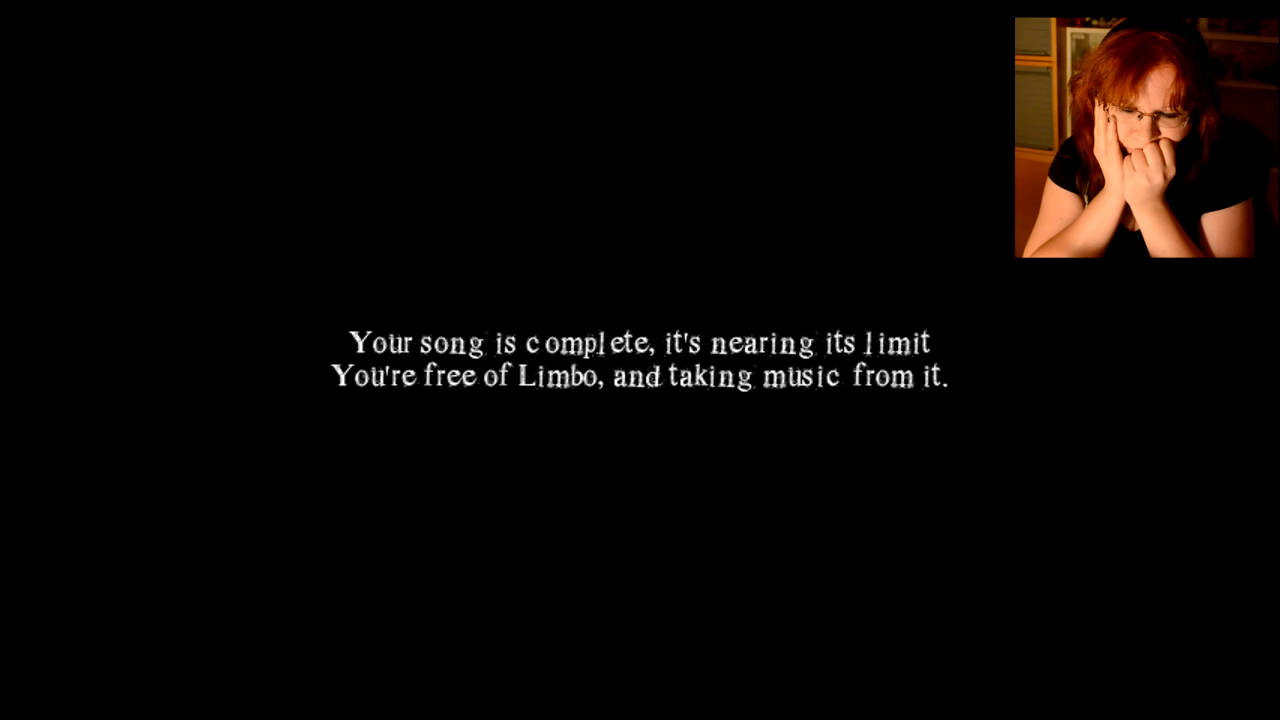 Your song is complete, it's nearing its limit
You're free of Limbo, and taking music from it.